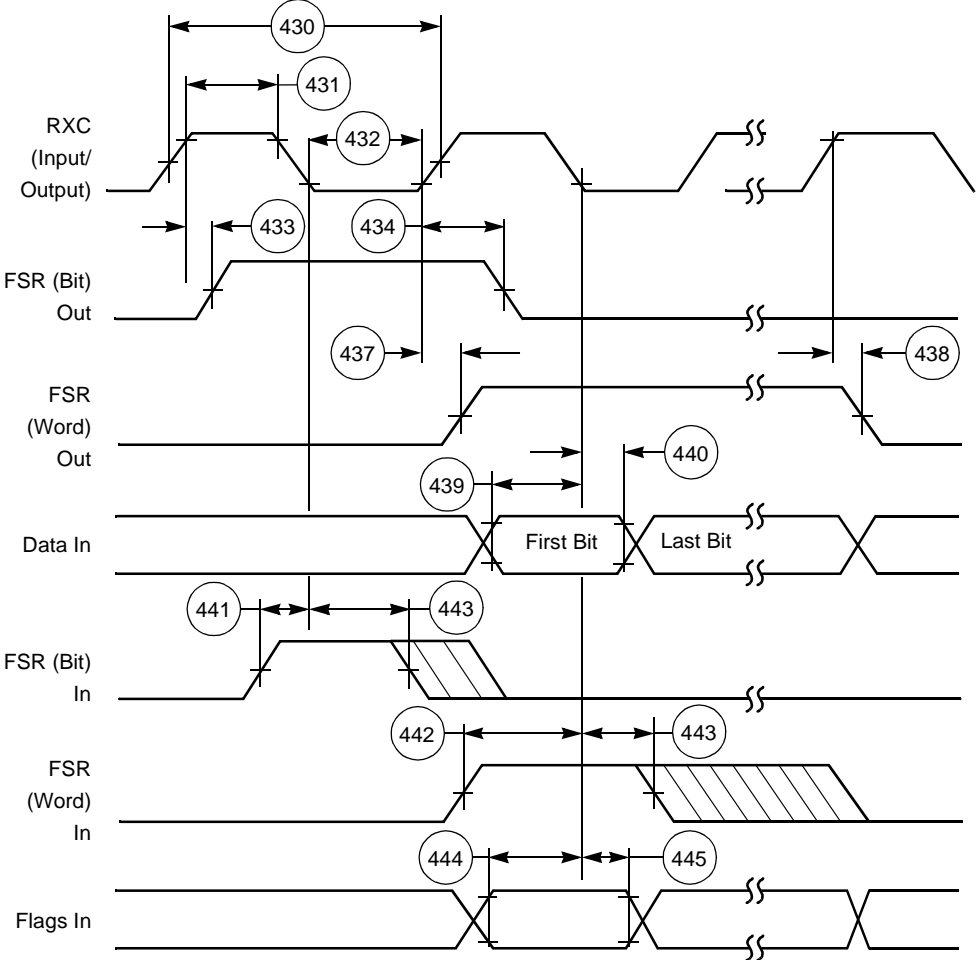 430
431
RXC
(Input/
Output)
432
433
434
FSR (Bit)
Out
437
438
FSR
(Word)
Out
440
439
Data In
First Bit
Last Bit
441
443
FSR (Bit)
In
442
443
FSR
(Word)
In
444
445
Flags In